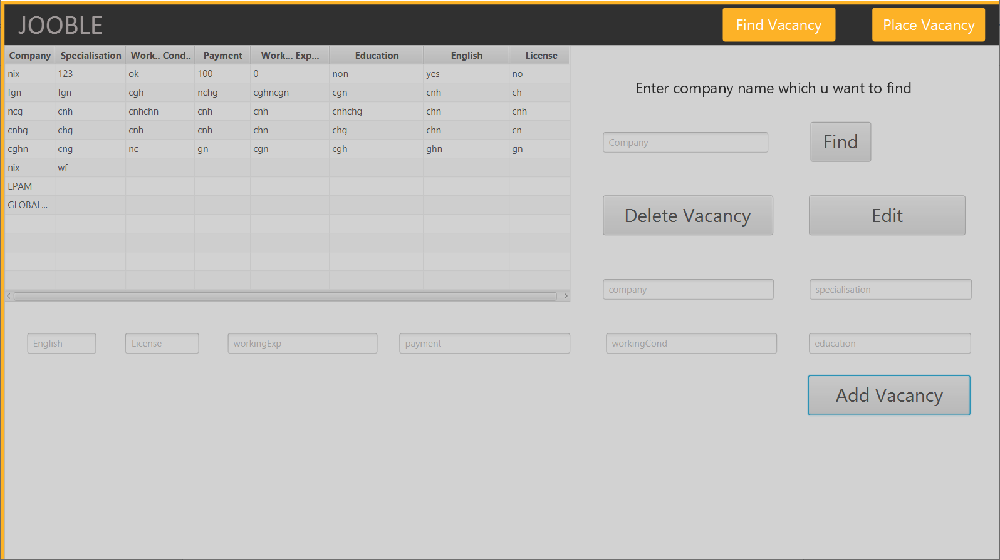 JOOBLE Find Vacancy Place Vacancy
Company Specialisation Work.. Cond.. Payment Work... Exp... Education English License
nix 123 ok 100 0 non yes no
fgn fgn cgh nchg cghncgn cgn cnh ch
ncg cnh cnhchn cnh cnh cnhchg chn cnh
cnhg chg cnh cnh chn chg chn cn
cghn cng nc gn cgn cgh ghn gn
nix wf
EPAM
GLOBAL...
Enter company name which u want to find
Company Find
Delete Vacancy Edit
company specialisation
English License workingExp payment workingCond education
Add Vacancy